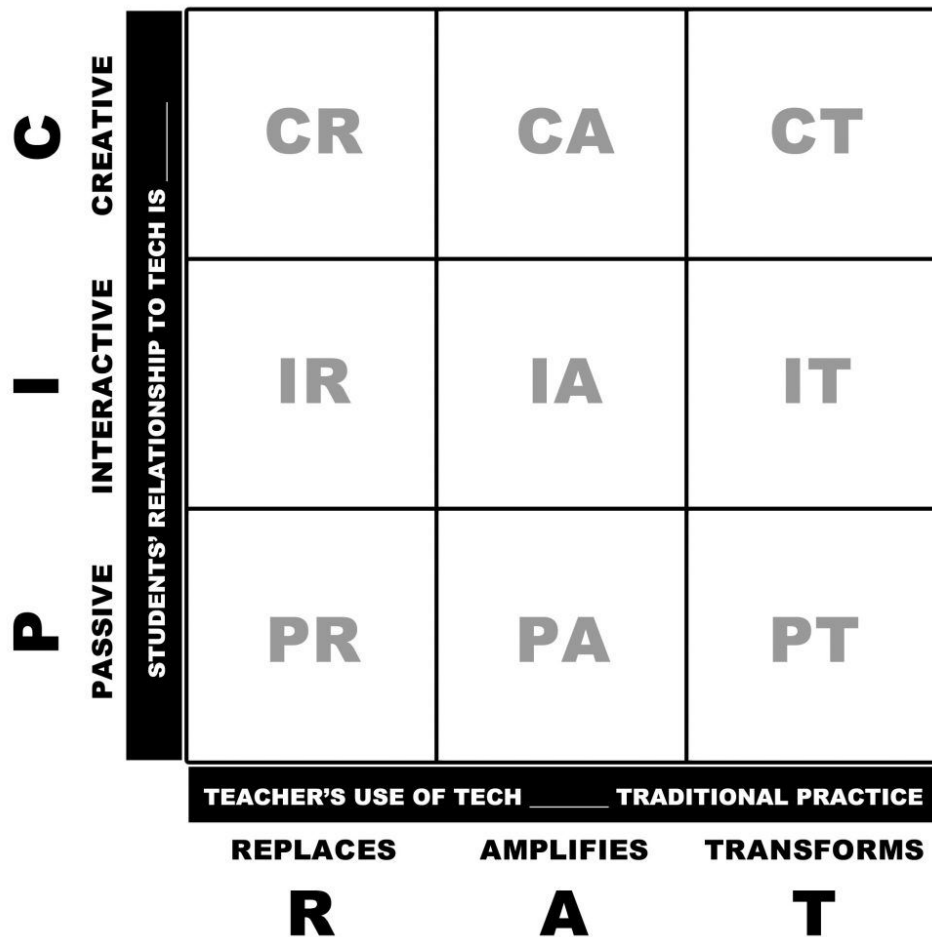 C
CREATIVE
I
INTERACTIVE
P
PASSIVE
STUDENTS' RELATIONSHIP TO TECH IS ______
CR CA CT
IR IA IT
PR PA PT
TEACHER’S USE OF TECH ______ TRADITIONAL PRACTICE
REPLACES AMPLIFIES TRANSFORMS
R A T